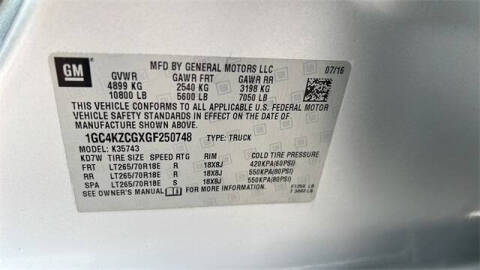 GM
MFD BY GENERAL MOTORS LLC 07/16
GVWR GAWR FRT GAWR RR
4899 KG 2540 KG 3198 KG
10800 LB 5600 LB 7050 LB
THIS VEHICLE CONFORMS TO ALL APPLICABLE U.S. FEDERAL MOTOR
VEHICLE SAFETY STANDARDS IN EFFECT ON THE DATE OF
MANUFACTURE SHOWN ABOVE.
1GC4KZCGXGF250748 TYPE: TRUCK
MODEL: K35743
KD7W TIRE SIZE SPEED RTG RIM COLD TIRE PRESSURE
FRT LT265/70R18E R 18X8J 420KPA(60PSI)
RR LT265/70R18E R 18X8J 550KPA(80PSI)
SPA LT265/70R18E S 18X8J 550KPA(80PSI)
SEE OWNER'S MANUAL